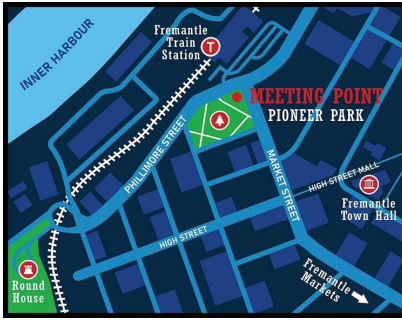 INNER HARBOUR
Fremantle
Train
Station
T
MEETING POINT
PIONEER PARK
PHILLIMORE STREET
MARKET STREET
HIGH STREET MALL
HIGH STREET
Fremantle
Town Hall
Round
House
Fremantle
Markets